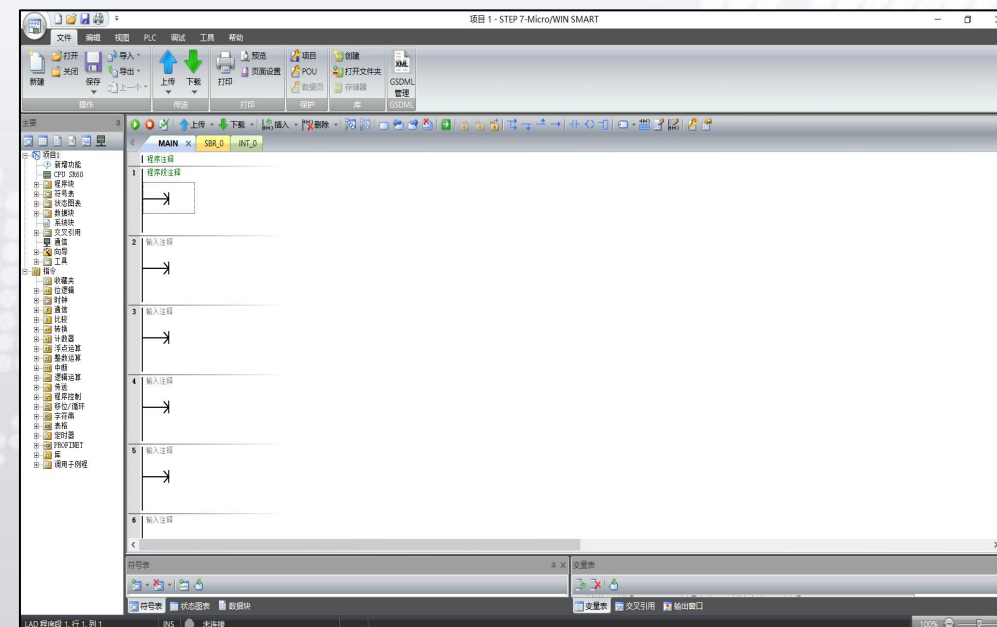 项目 1 - STEP 7-Micro/WIN SMART
文件 编辑 视图 PLC 调试 工具 帮助
新建 打开 关闭 保存 导入 导出 上一个 上传 下载 打印 预览 页面设置 项目 POU 数据页 创建 打开文件夹 存储器 XML GSDML 管理
操作 传送 打印 保护 库 GSDML
主要
上传 下载 插入 删除
MAIN × SBR_0 INT_0
项目1
新增功能
CPU SR60
程序块
符号表
状态图表
数据块
系统块
交叉引用
通信
向导
工具
指令
收藏夹
位逻辑
时钟
通信
比较
转换
计数器
浮点运算
整数运算
中断
逻辑运算
传送
程序控制
移位/循环
字符串
表格
定时器
PROFINET
库
调用子例程
程序注释
1 程序段注释
2 输入注释
3 输入注释
4 输入注释
5 输入注释
6 输入注释
符号表
变量表
符号表 状态图表 数据块
变量表 交叉引用 输出窗口
LAD 程序段 1, 行 1, 列 1 INS 未连接 100%